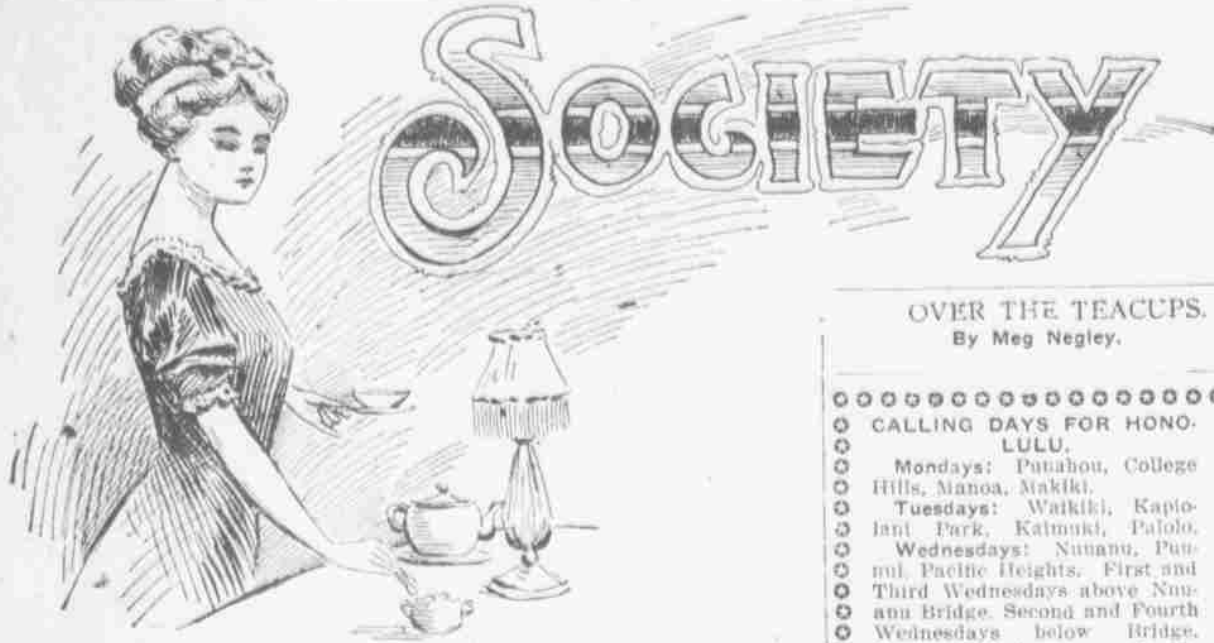 SOCIETY
OVER THE TEACUPS.
By Meg Negley.
CALLING DAYS FOR HONO-
LULU.
Mondays: Punahou, College
Hills, Manoa, Makiki.
Tuesdays: Waikiki, Kapio-
lani Park, Kaimuki, Palolo.
Wednesdays: Nuuanu, Puu-
nui, Pacific Heights. First and
Third Wednesdays above Nuu-
anu Bridge. Second and Fourth
Wednesdays below Bridge.